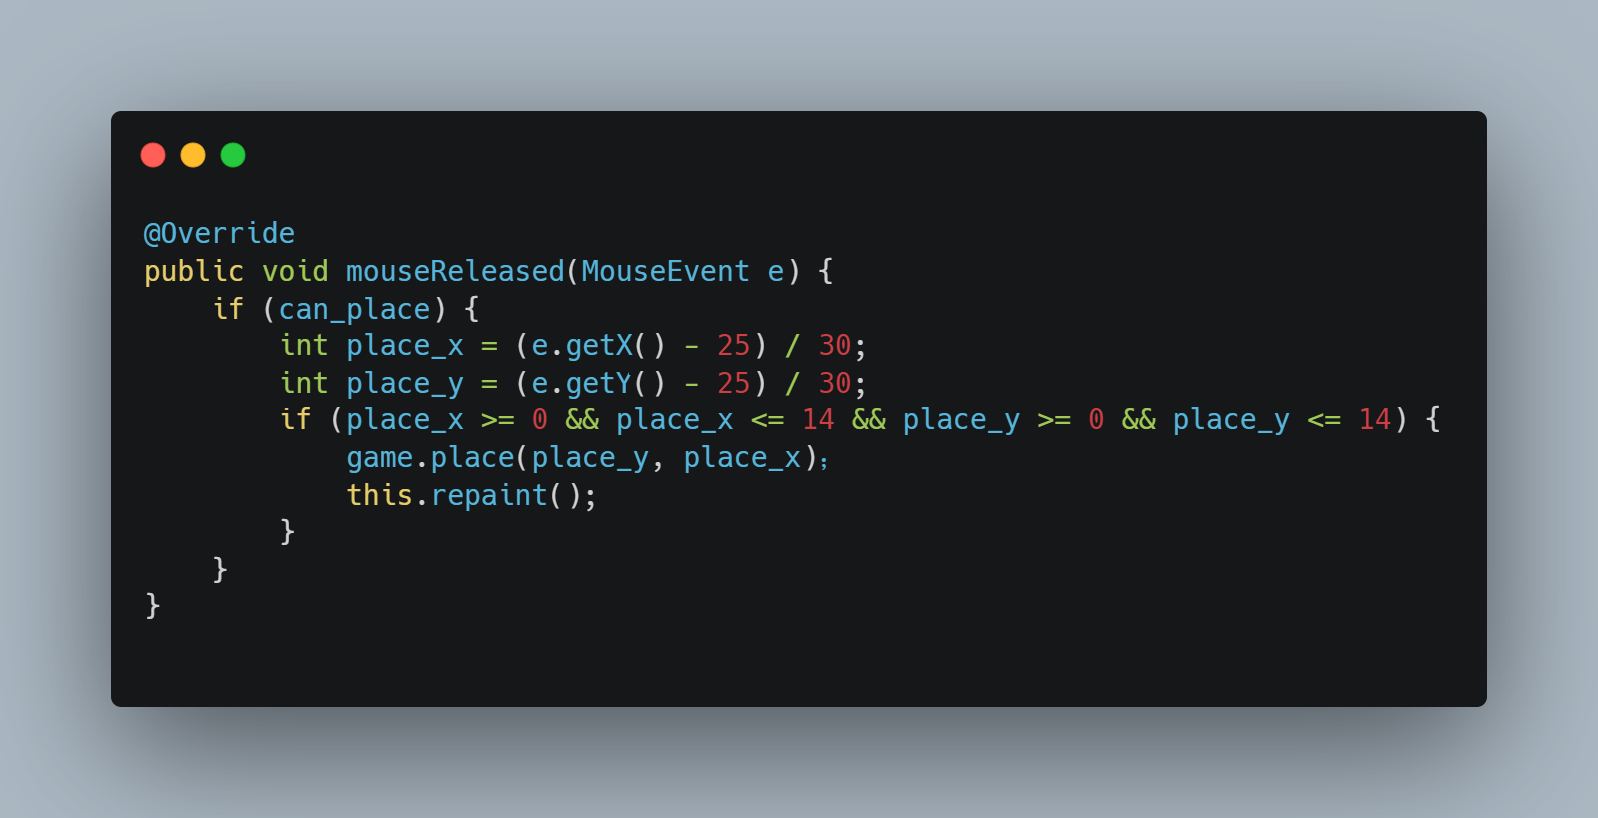 @Override
public void mouseReleased(MouseEvent e) {
    if (can_place) {
        int place_x = (e.getX() - 25) / 30;
        int place_y = (e.getY() - 25) / 30;
        if (place_x >= 0 && place_x <= 14 && place_y >= 0 && place_y <= 14) {
            game.place(place_y, place_x);
            this.repaint();
        }
    }
}